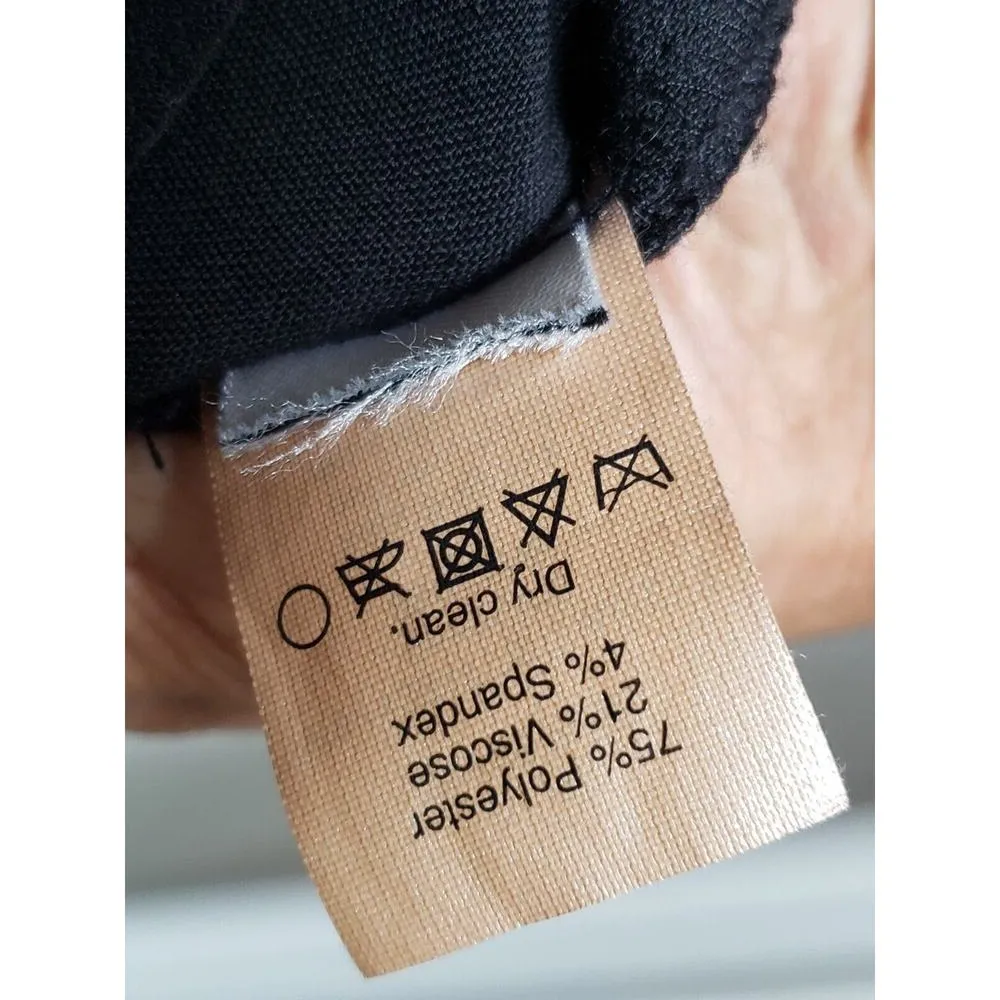 75% Polyester
21% Viscose
4% Spandex
Dry clean.